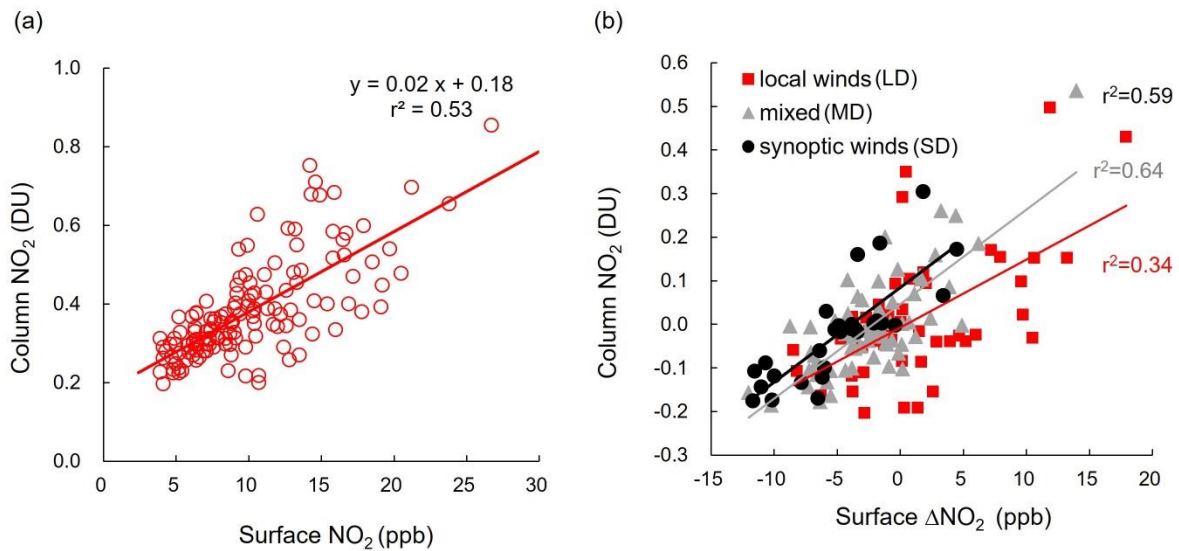 (a)
1.0
0.8
0.6
0.4
0.2
0.0
Column NO₂ (DU)
y = 0.02 x + 0.18
r² = 0.53
0 5 10 15 20 25 30
Surface NO₂ (ppb)
(b)
0.6
0.5
0.4
0.3
0.2
0.1
0.0
-0.1
-0.2
-0.3
Column NO₂ (DU)
local winds (LD)
mixed (MD)
synoptic winds (SD)
r²=0.59
r²=0.64
r²=0.34
-15 -10 -5 0 5 10 15 20
Surface ΔNO₂ (ppb)